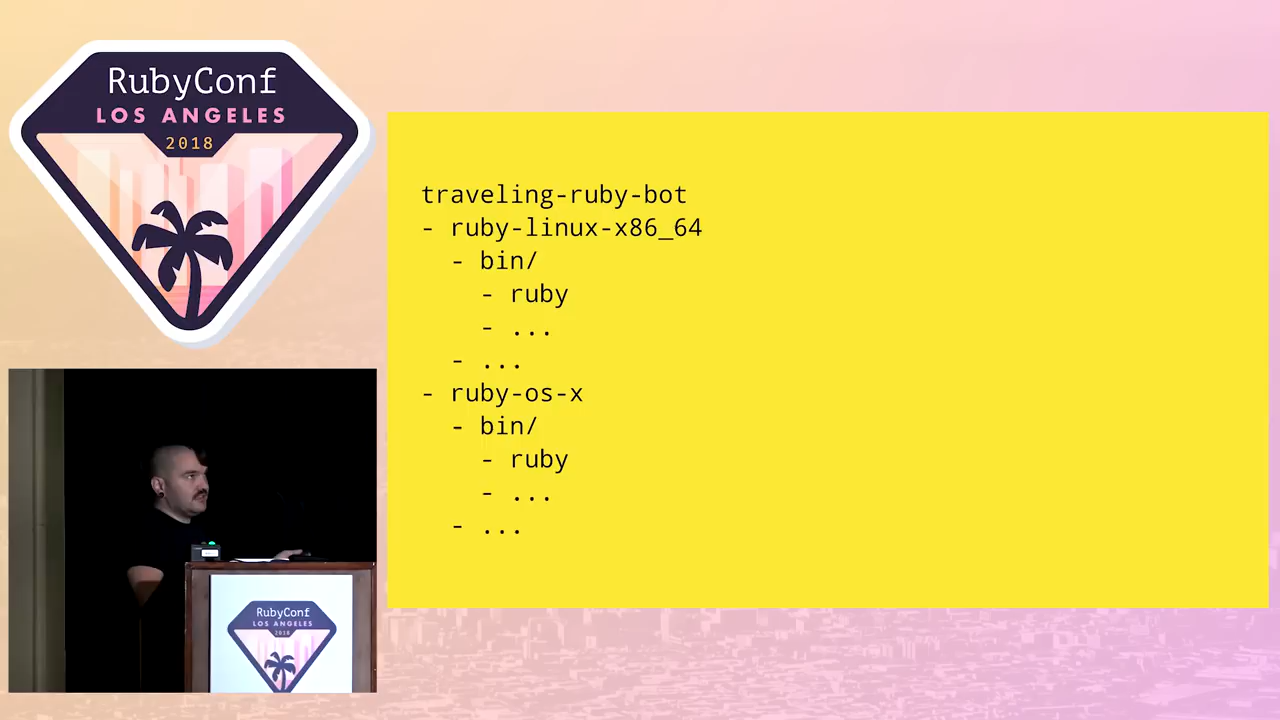 RubyConf
LOS ANGELES
2018
traveling-ruby-bot
- ruby-linux-x86_64
- bin/
- ruby
- ...
- ...
- ruby-os-x
- bin/
- ruby
- ...
- ...
RubyConf
LOS ANGELES
2018